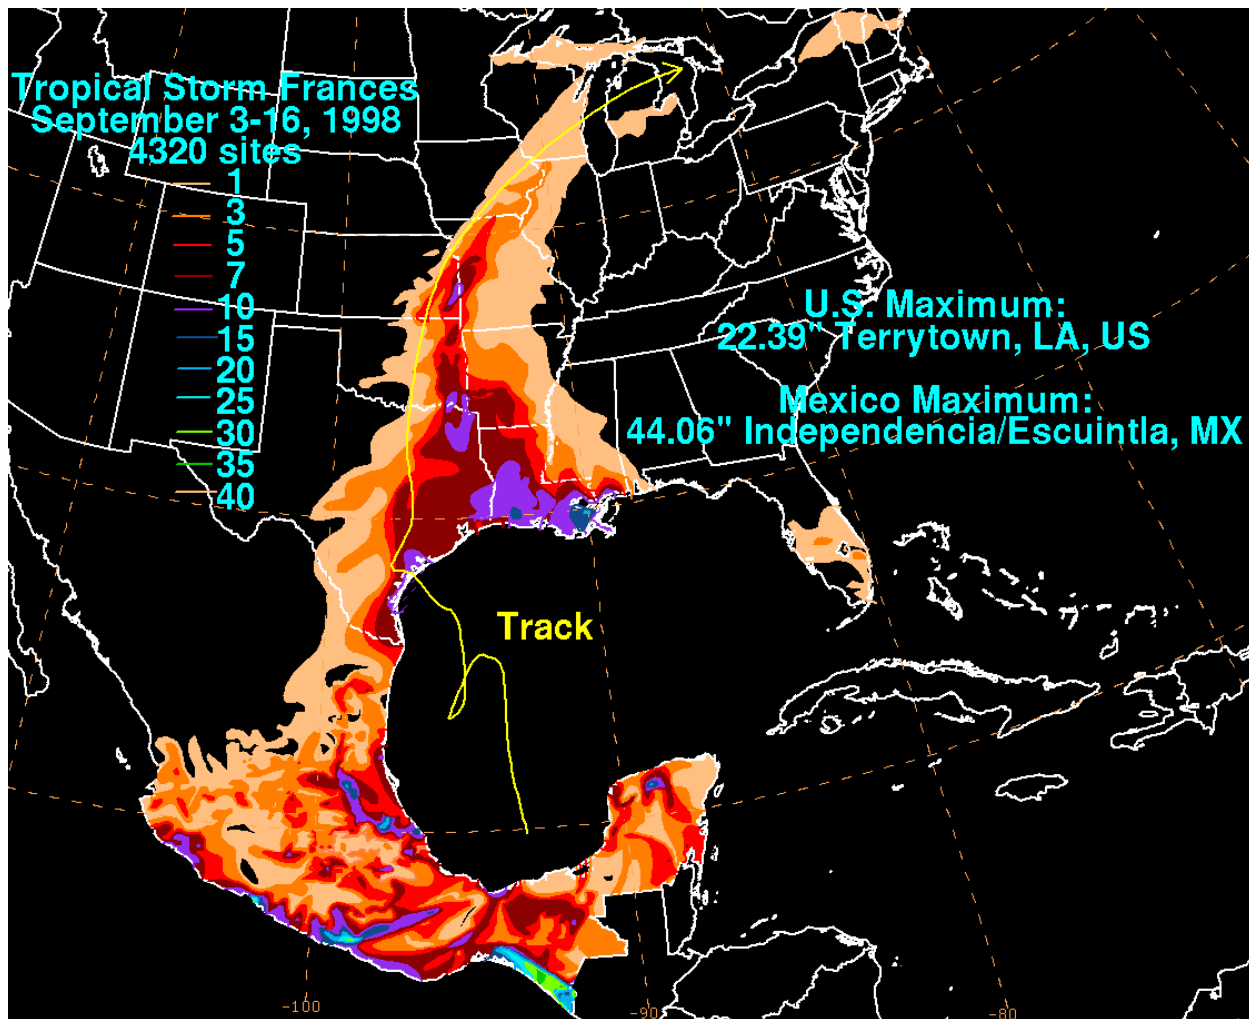 Tropical Storm Frances
September 3-16, 1998
4320 sites
1
3
5
7
10
15
20
25
30
35
40
U.S. Maximum:
22.39" Terrytown, LA, US
Mexico Maximum:
44.06" Independencia/Escuintla, MX
Track
-100
-90
-80